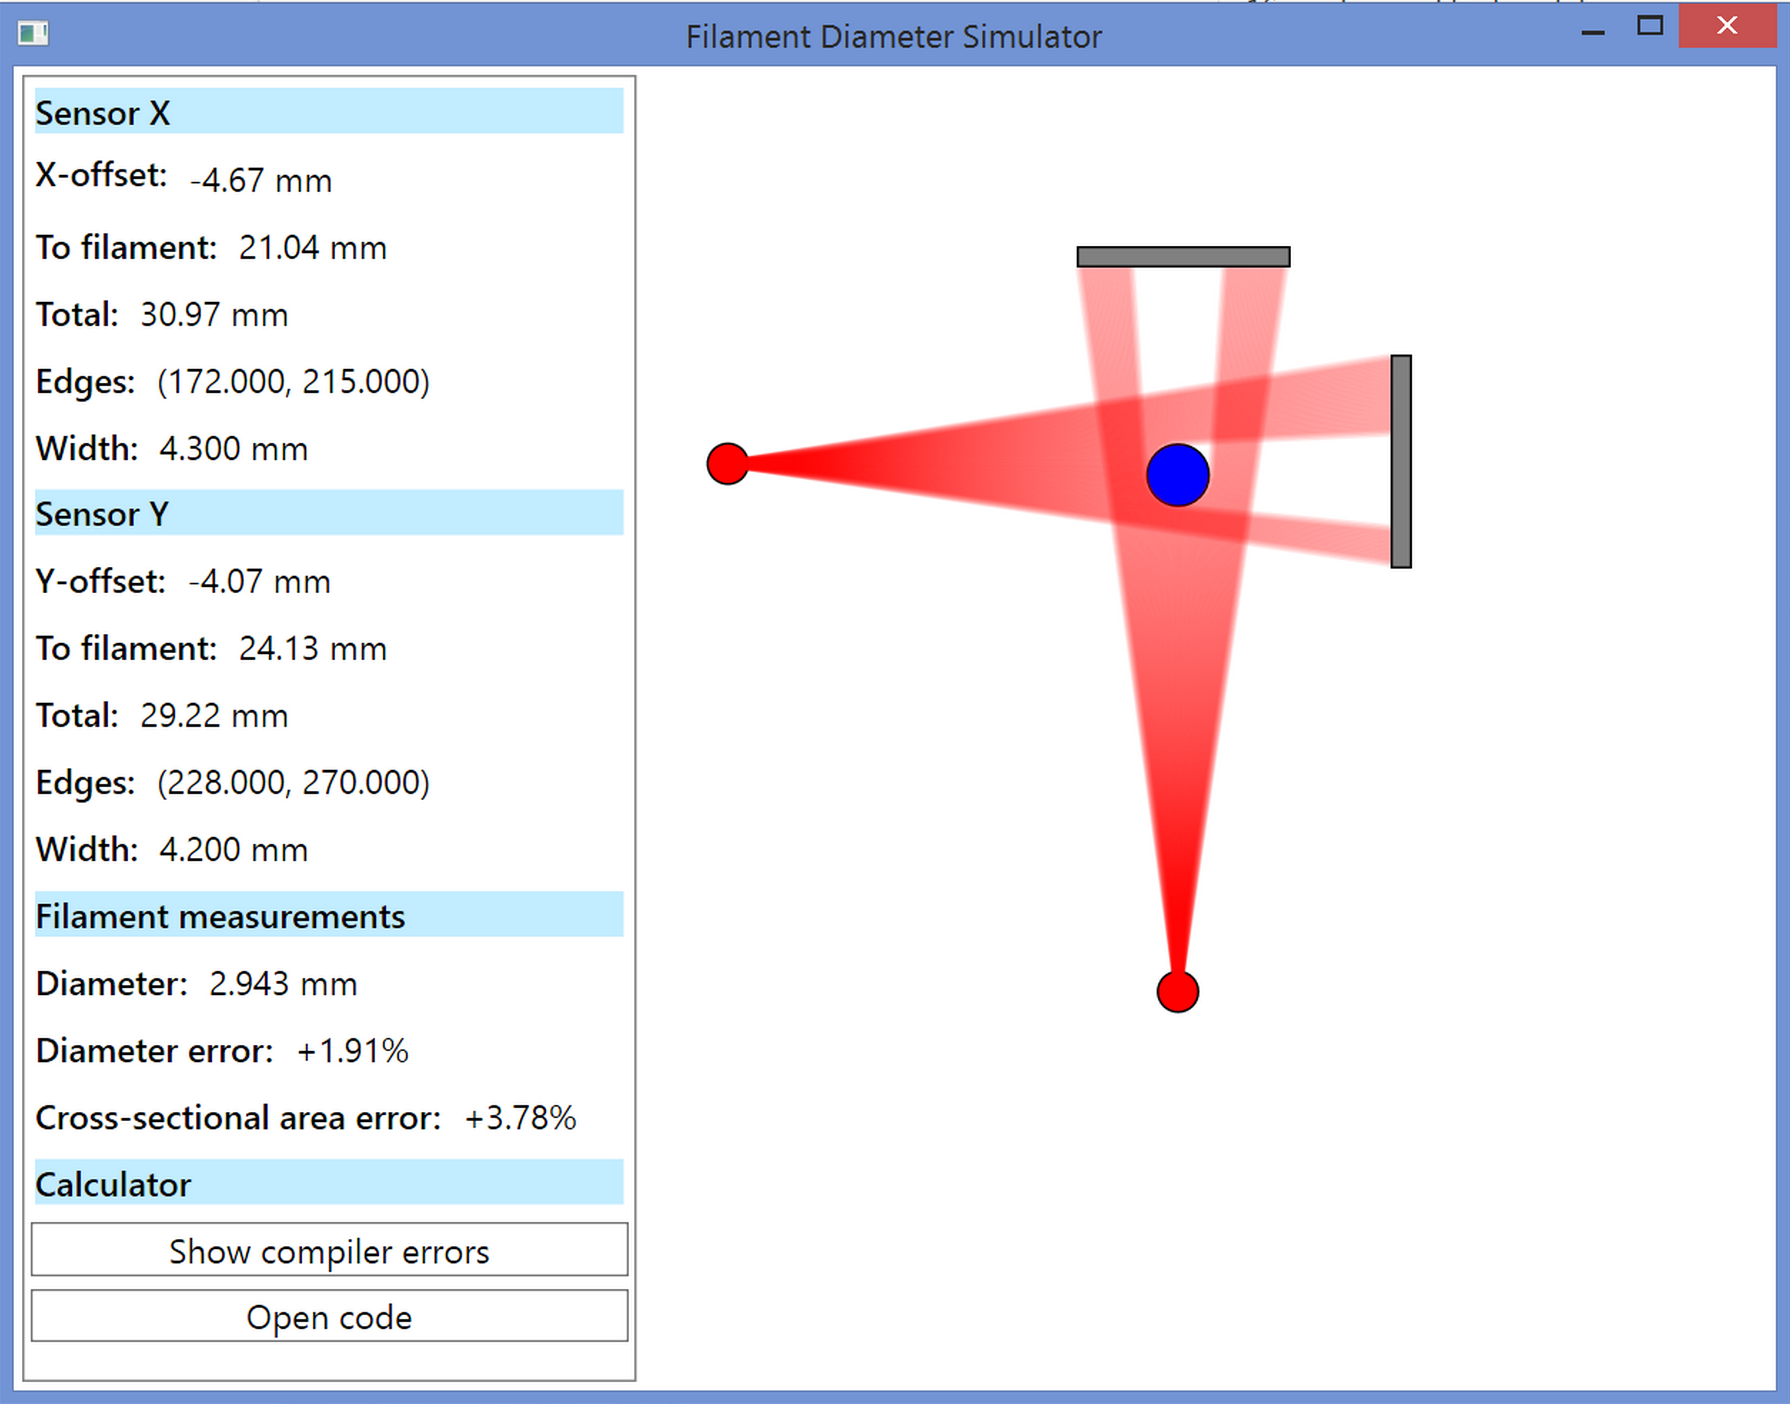 Filament Diameter Simulator
Sensor X
X-offset: -4.67 mm
To filament: 21.04 mm
Total: 30.97 mm
Edges: (172.000, 215.000)
Width: 4.300 mm
Sensor Y
Y-offset: -4.07 mm
To filament: 24.13 mm
Total: 29.22 mm
Edges: (228.000, 270.000)
Width: 4.200 mm
Filament measurements
Diameter: 2.943 mm
Diameter error: +1.91%
Cross-sectional area error: +3.78%
Calculator
Show compiler errors
Open code